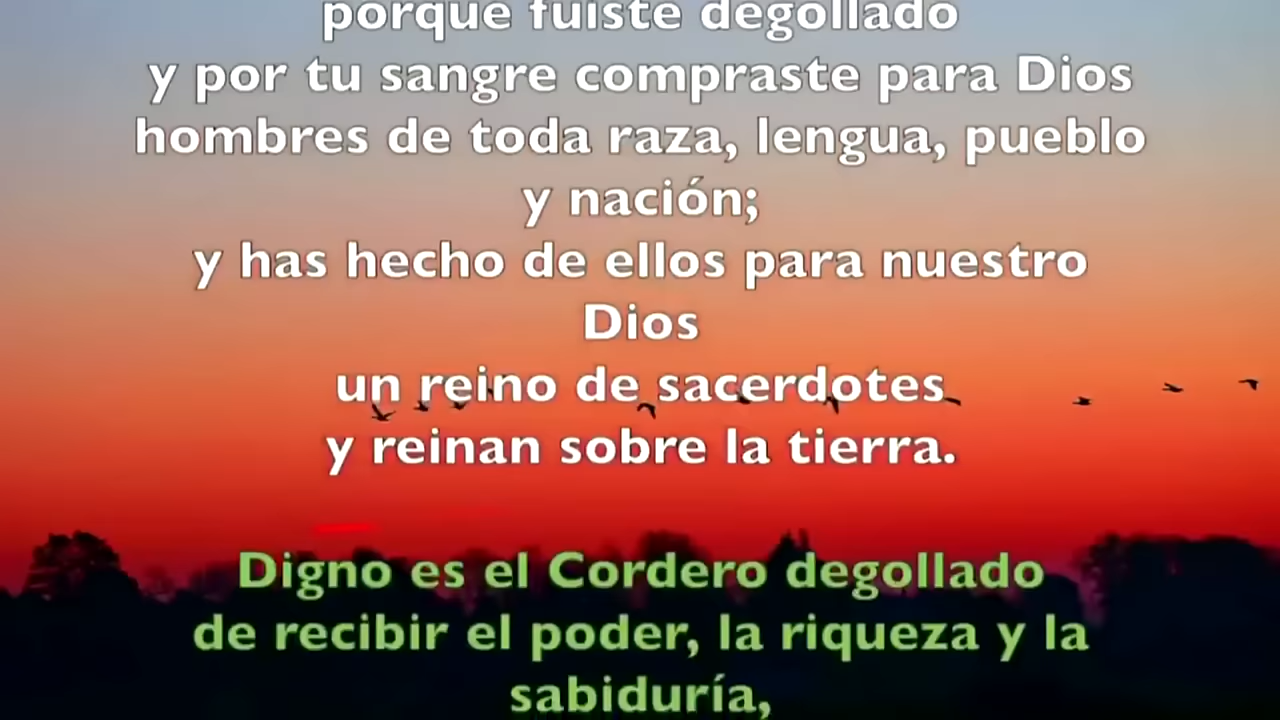 porque fuiste degollado
y por tu sangre compraste para Dios
hombres de toda raza, lengua, pueblo
y nación;
y has hecho de ellos para nuestro
Dios
un reino de sacerdotes
y reinan sobre la tierra.
Digno es el Cordero degollado
de recibir el poder, la riqueza y la
sabiduría,